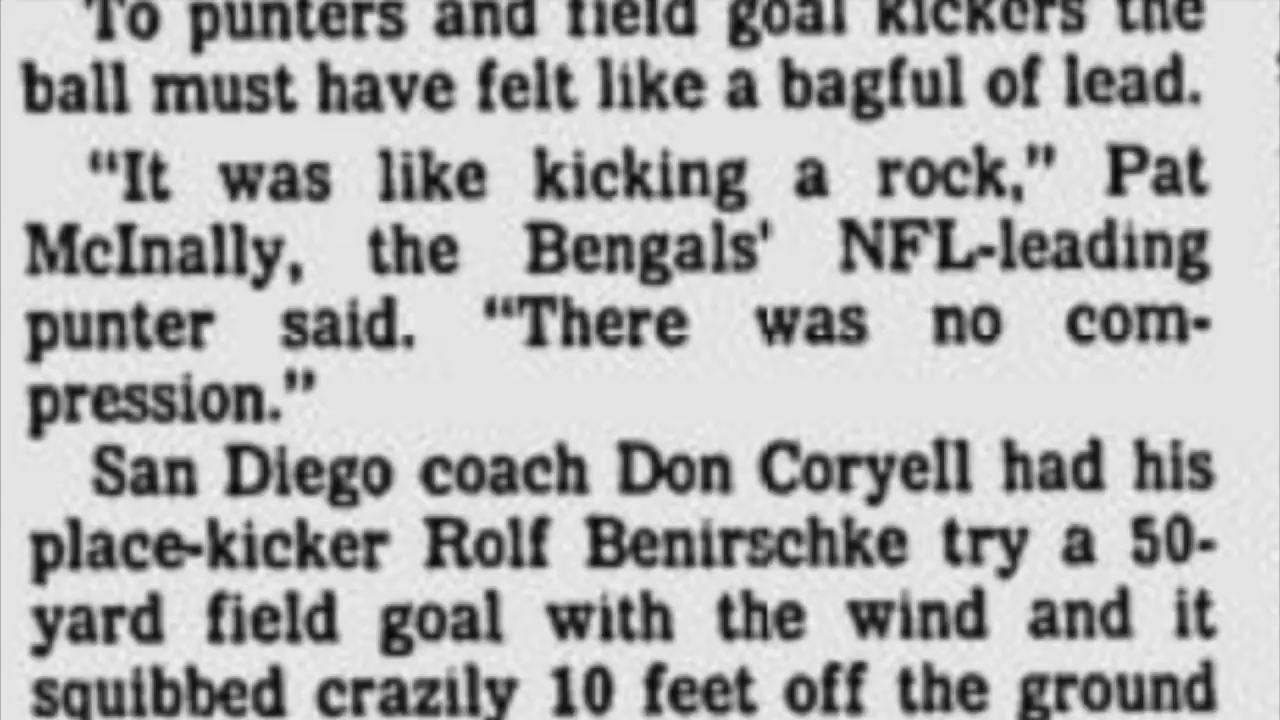 To punters and field goal kickers the
ball must have felt like a bagful of lead.
“It was like kicking a rock,” Pat
McInally, the Bengals' NFL-leading
punter said. “There was no com-
pression.”
San Diego coach Don Coryell had his
place-kicker Rolf Benirschke try a 50-
yard field goal with the wind and it
squibbed crazily 10 feet off the ground